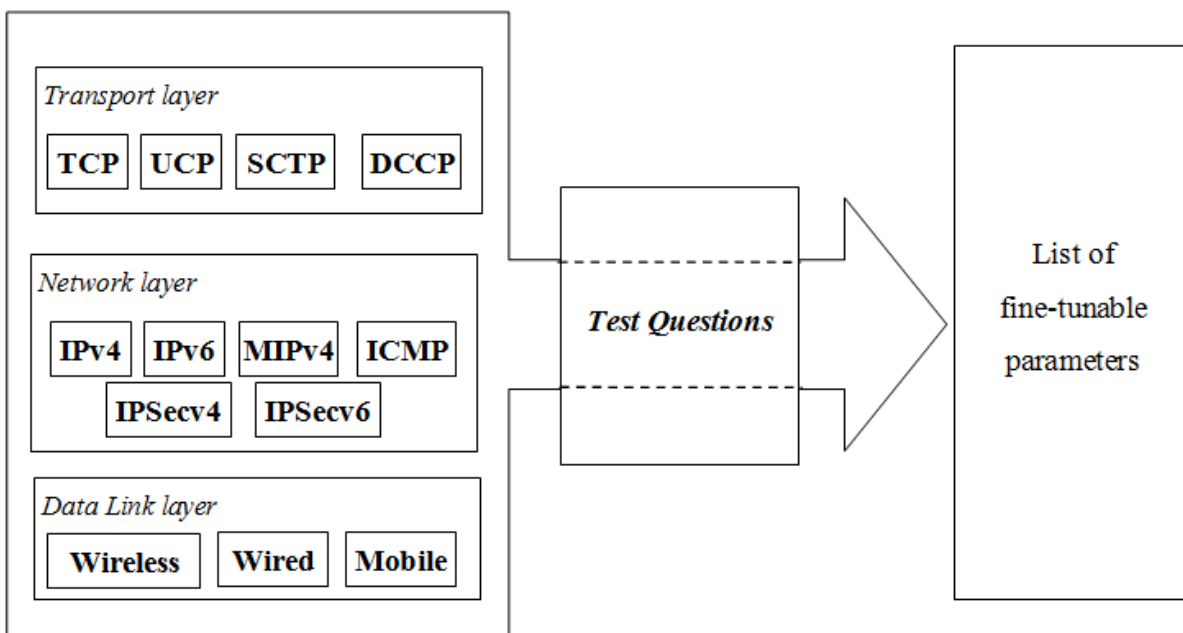 Transport layer
TCP UCP SCTP DCCP
Network layer
IPv4 IPv6 MIPv4 ICMP
IPSecv4 IPSecv6
Data Link layer
Wireless Wired Mobile
Test Questions
List of
fine-tunable
parameters